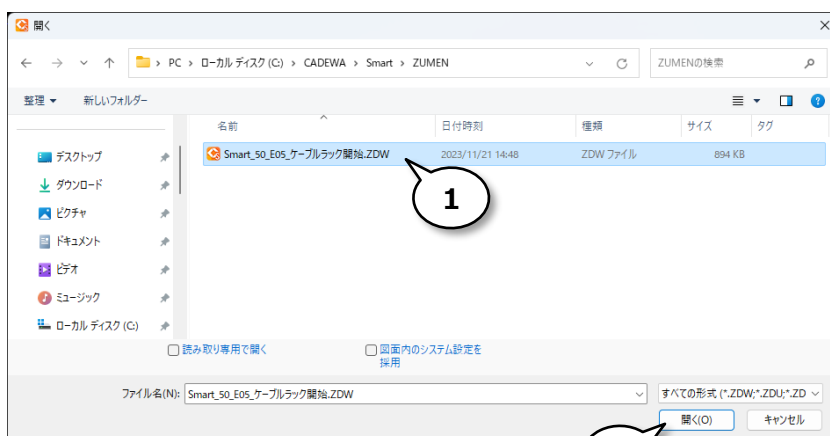 開く
PC › ローカル ディスク (C:) › CADEWA › Smart › ZUMEN
ZUMENの検索
整理 新しいフォルダー
名前 日付時刻 種類 サイズ タグ
Smart_50_E05_ケーブルラック開始.ZDW 2023/11/21 14:48 ZDW ファイル 894 KB
1
デスクトップ
ダウンロード
ピクチャ
ドキュメント
ビデオ
ミュージック
ローカル ディスク (C:)
読み取り専用で開く
図面内のシステム設定を
採用
ファイル名(N): Smart_50_E05_ケーブルラック開始.ZDW すべての形式 (*.ZDW;*.ZDU;*.ZD
開く(O) キャンセル